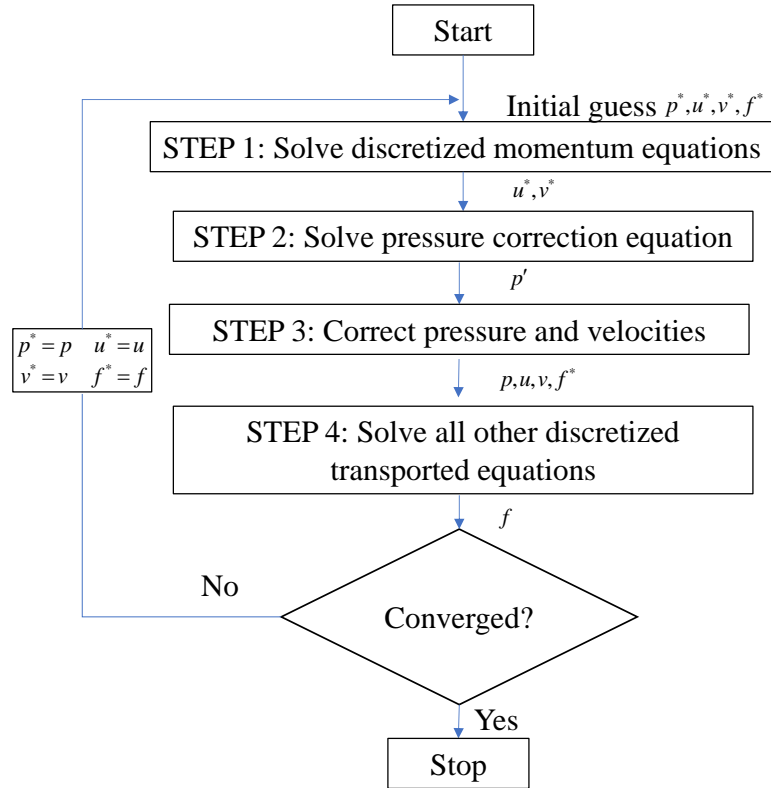 Start
Initial guess p*,u*,v*,f*
STEP 1: Solve discretized momentum equations
u*,v*
STEP 2: Solve pressure correction equation
p′
STEP 3: Correct pressure and velocities
p* = p u* = u
v* = v f* = f
p,u,v,f*
STEP 4: Solve all other discretized
transported equations
f
No
Converged?
Yes
Stop